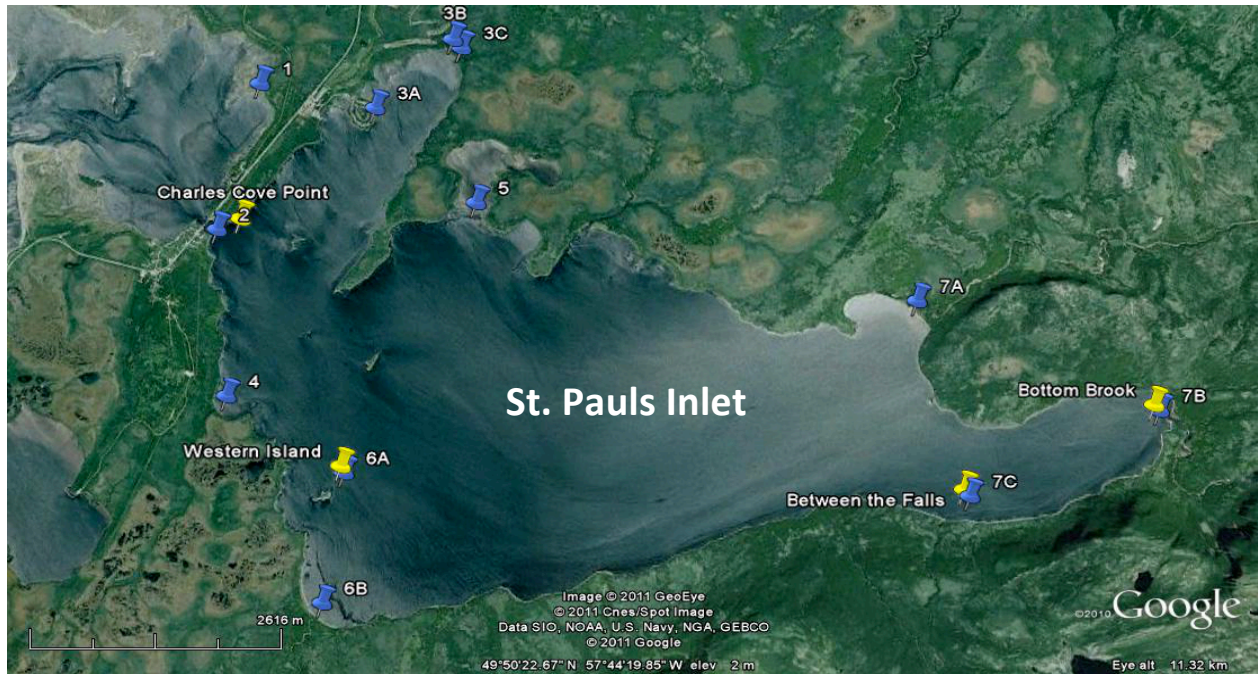 3B
3C
1
3A
5
Charles Cove Point
2
7A
4
Bottom Brook
7B
St. Pauls Inlet
Western Island
6A
Between the Falls
7C
6B
2616 m
Image © 2011 GeoEye
© 2011 Cnes/Spot Image
Data SIO, NOAA, U.S. Navy, NGA, GEBCO
© 2011 Google
©2010 Google
49°50'22.67" N 57°44'19.85" W elev 2 m
Eye alt 11.32 km